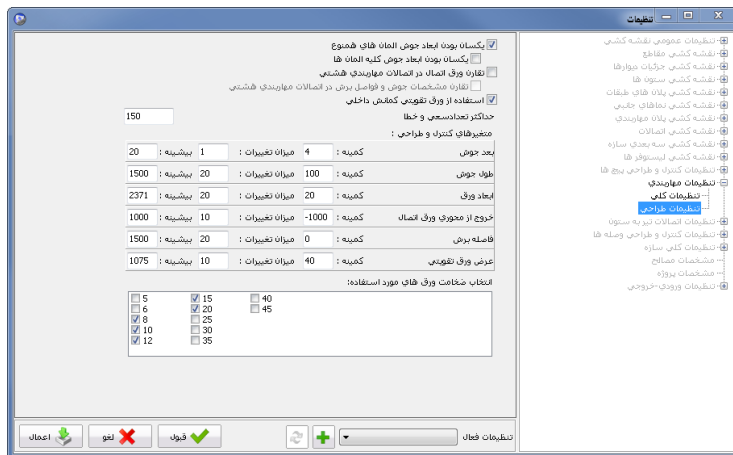 تنظیمات
تنظیمات عمومی نقشه کشی
نقشه کشی مقاطع
نقشه کشی جزئیات دیوارها
نقشه کشی ستون ها
نقشه کشی پلان های طبقات
نقشه کشی نماهای جانبی
نقشه کشی پلان مهاربندی
نقشه کشی اتصالات
نقشه کشی سه بعدی سازه
نقشه کشی لیستوفر ها
تنظیمات کنترل و طراحی پیچ ها
تنظیمات مهاربندی
تنظیمات کلی
تنظیمات طراحی
تنظیمات اتصالات تیر به ستون
تنظیمات کنترل و طراحی وصله ها
تنظیمات کلی سازه
مشخصات مصالح
مشخصات پروژه
تنظیمات ورودی-خروجی
یکسان بودن ابعاد جوش المان های همنوع
یکسان بودن ابعاد جوش کلیه المان ها
تقارن ورق اتصال در اتصالات مهاربندی هشتی
تقارن مشخصات جوش و فواصل برش در اتصالات مهاربندی هشتی
استفاده از ورق تقویتی کمانش داخلی
حداکثر تعدادسعی و خطا 150
متغیرهای کنترل و طراحی :
بعد جوش کمینه : 4 میزان تغییرات : 1 بیشینه : 20
طول جوش کمینه : 100 میزان تغییرات : 20 بیشینه : 1500
ابعاد ورق کمینه : 20 میزان تغییرات : 20 بیشینه : 2371
خروج از محوری ورق اتصال کمینه : -1000 میزان تغییرات : 10 بیشینه : 1000
فاصله برش کمینه : 0 میزان تغییرات : 20 بیشینه : 1500
عرض ورق تقویتی کمینه : 40 میزان تغییرات : 10 بیشینه : 1075
انتخاب ضخامت ورق های مورد استفاده:
5 15 40
6 20 45
8 25
10 30
12 35
تنظیمات فعال قبول لغو اعمال